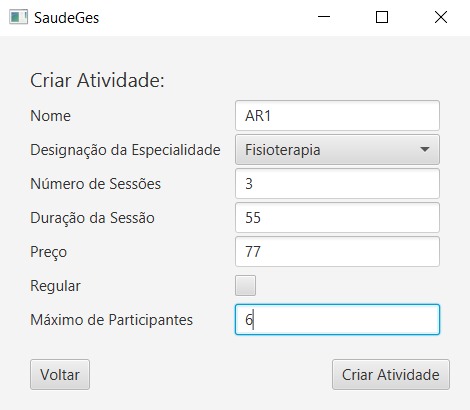 SaudeGes
Criar Atividade:
Nome AR1
Designação da Especialidade Fisioterapia
Número de Sessões 3
Duração da Sessão 55
Preço 77
Regular
Máximo de Participantes 6
Voltar Criar Atividade